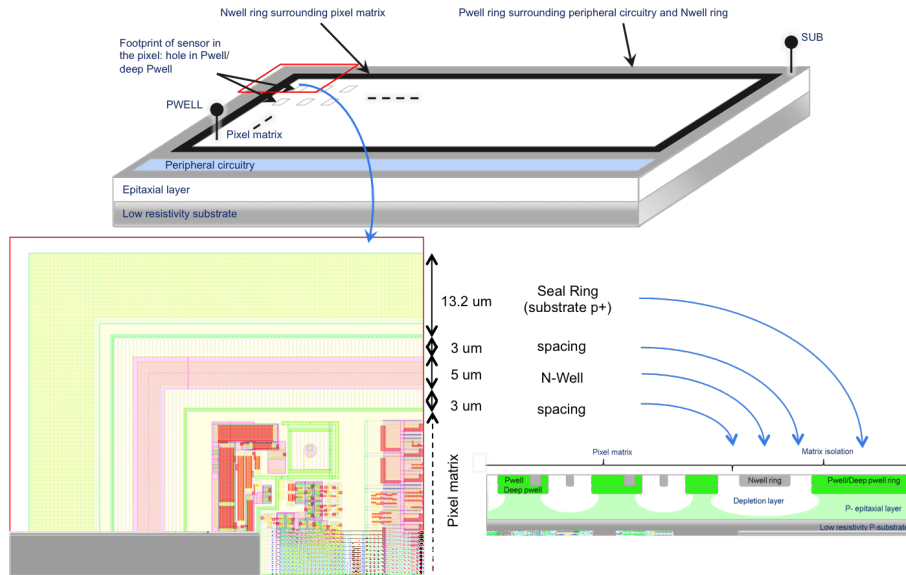 Nwell ring surrounding pixel matrix
Pwell ring surrounding peripheral circuitry and Nwell ring
Footprint of sensor in
the pixel: hole in Pwell/
deep Pwell
SUB
PWELL
Pixel matrix
Peripheral circuitry
Epitaxial layer
Low resistivity substrate
13.2 um
Seal Ring
(substrate p+)
3 um
spacing
5 um
N-Well
3 um
spacing
Pixel matrix
Pixel matrix
Matrix isolation
Pwell
Deep pwell
Nwell ring
Pwell/Deep pwell ring
Depletion layer
P- epitaxial layer
Low resistivity P-substrate